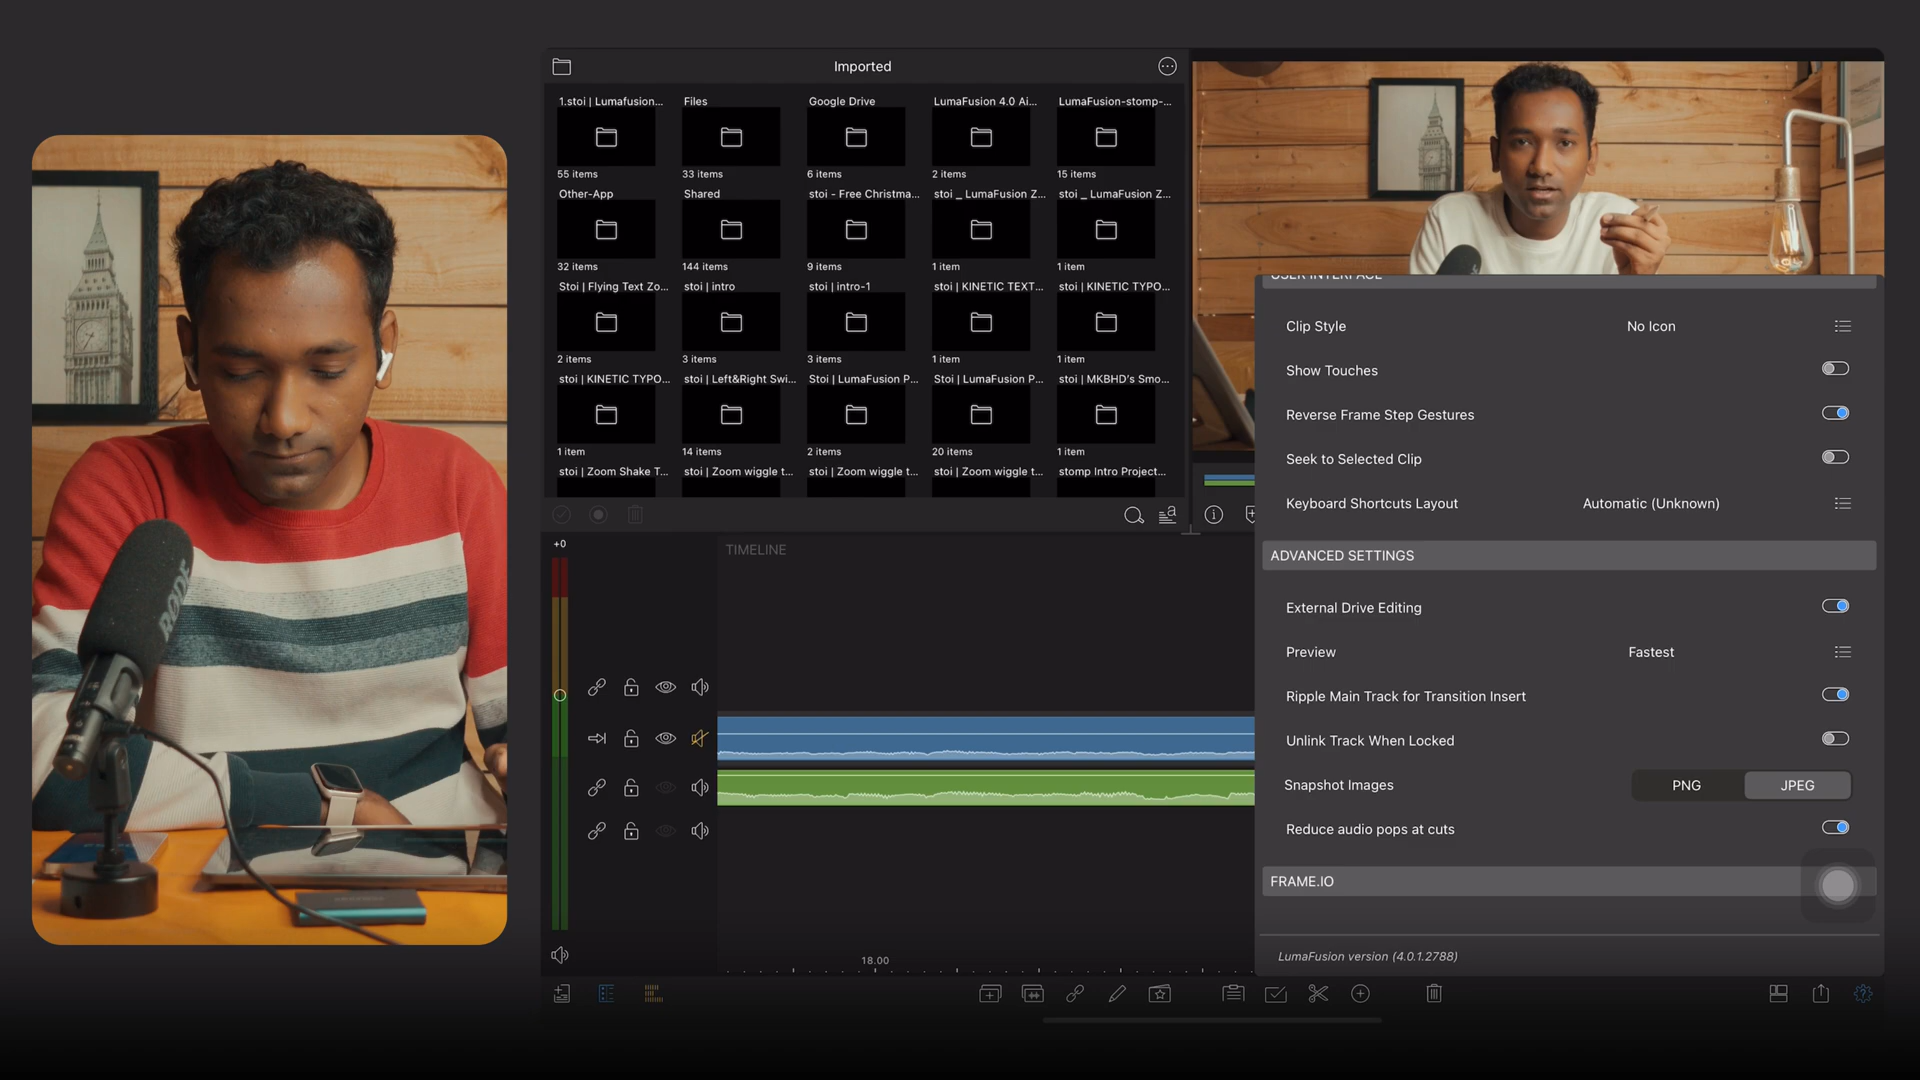 Imported
1.stoi | Lumafusion...
Files
Google Drive
LumaFusion 4.0 Ai...
LumaFusion-stomp-...
55 items
33 items
6 items
2 items
15 items
Other-App
Shared
stoi - Free Christma...
stoi _ LumaFusion Z...
stoi _ LumaFusion Z...
32 items
144 items
9 items
1 item
1 item
Stoi | Flying Text Zo...
stoi | intro
stoi | intro-1
stoi | KINETIC TEXT...
stoi | KINETIC TYPO...
2 items
3 items
3 items
1 item
1 item
stoi | KINETIC TYPO...
stoi | Left&Right Swi...
Stoi | LumaFusion P...
Stoi | LumaFusion P...
stoi | MKBHD's Smo...
1 item
14 items
2 items
20 items
1 item
stoi | Zoom Shake T...
stoi | Zoom wiggle t...
stoi | Zoom wiggle t...
stoi | Zoom wiggle t...
stomp Intro Project...
+0
TIMELINE
18.00
USER INTERFACE
Clip Style No Icon
Show Touches
Reverse Frame Step Gestures
Seek to Selected Clip
Keyboard Shortcuts Layout Automatic (Unknown)
ADVANCED SETTINGS
External Drive Editing
Preview Fastest
Ripple Main Track for Transition Insert
Unlink Track When Locked
Snapshot Images PNG JPEG
Reduce audio pops at cuts
FRAME.IO
LumaFusion version (4.0.1.2788)
RODE